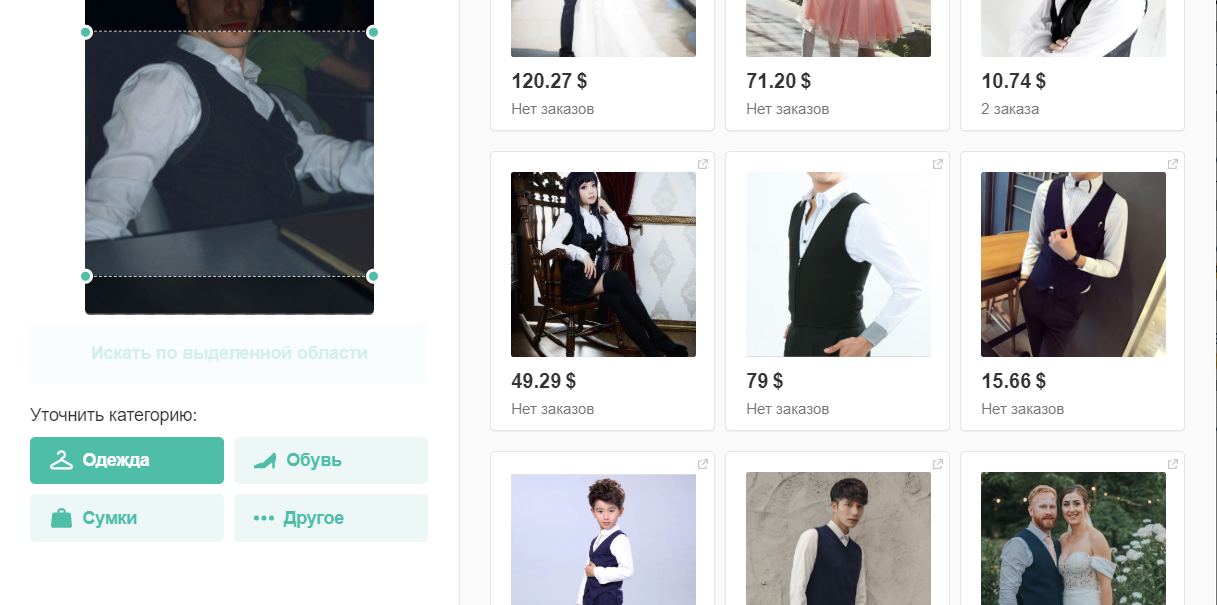 120.27 $
Нет заказов
71.20 $
Нет заказов
10.74 $
2 заказа
Искать по выделенной области
Уточнить категорию:
Одежда
Обувь
Сумки
Другое
49.29 $
Нет заказов
79 $
Нет заказов
15.66 $
Нет заказов